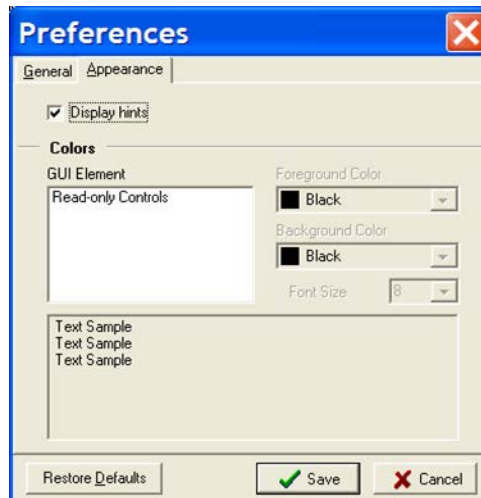 Preferences
General Appearance
Display hints
Colors
GUI Element
Read-only Controls
Foreground Color
Black
Background Color
Black
Font Size 8
Text Sample
Text Sample
Text Sample
Restore Defaults Save Cancel